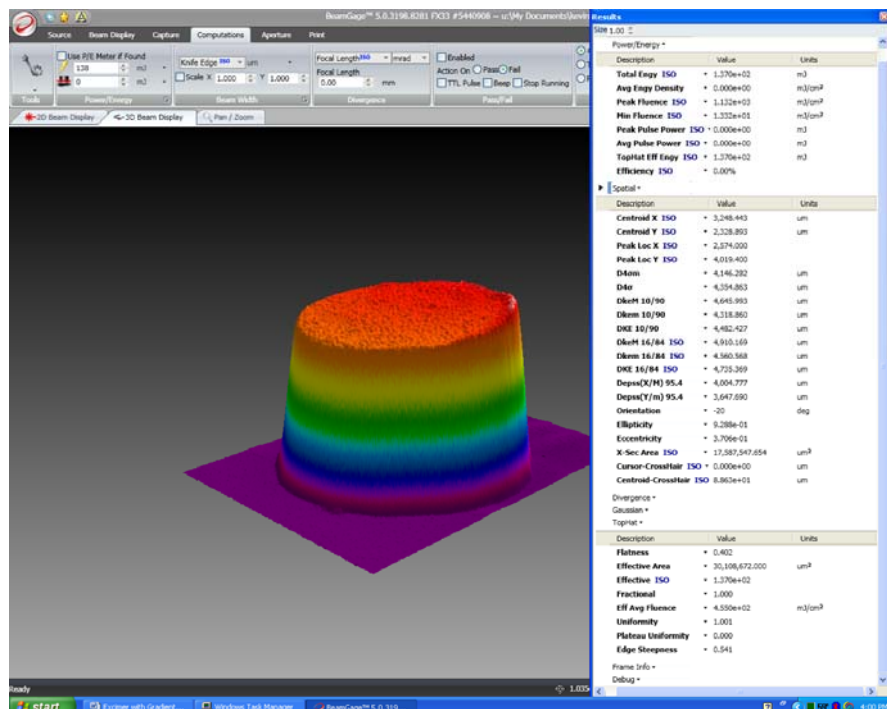 BeamGage™ 5.0.3198.8281 FX33 #5440908 -- u:\My Documents\kevin
Source Beam Display Capture Computations Aperture Print
Use P/E Meter if Found
138 mJ
0 mJ
Tools
Power/Energy
Knife Edge ISO um
Scale X 1.000 Y 1.000
Beam Width
Focal Length ISO mrad
Focal Length
0.00 mm
Divergence
Enabled
Action On Pass Fail
TTL Pulse Beep Stop Running
Pass/Fail
2D Beam Display 3D Beam Display Pan / Zoom
Results
Size 1.00
Power/Energy
Description Value Units
Total Engy ISO 1.370e+02 mJ
Avg Engy Density 0.000e+00 mJ/cm²
Peak Fluence ISO 1.132e+03 mJ/cm²
Min Fluence ISO 1.332e+01 mJ/cm²
Peak Pulse Power ISO 0.000e+00 mJ
Avg Pulse Power ISO 0.000e+00 mJ
TopHat Eff Engy ISO 1.370e+02 mJ
Efficiency ISO 0.00%
Spatial
Description Value Units
Centroid X ISO 3,248.443 um
Centroid Y ISO 2,328.893 um
Peak Loc X ISO 2,574.000 um
Peak Loc Y ISO 4,019.400 um
D4σm 4,146.282 um
D4σ 4,354.863 um
DkeM 10/90 4,645.993 um
Dkem 10/90 4,318.860 um
DKE 10/90 4,482.427 um
DkeM 16/84 ISO 4,910.169 um
Dkem 16/84 ISO 4,560.568 um
DKE 16/84 ISO 4,735.369 um
Depss(X/M) 95.4 4,004.777 um
Depss(Y/m) 95.4 3,647.690 um
Orientation -20 deg
Ellipticity 9.288e-01
Eccentricity 3.706e-01
X-Sec Area ISO 17,587,547.654 um²
Cursor-CrossHair ISO 0.000e+00 um
Centroid-CrossHair ISO 8.863e+01 um
Divergence
Gaussian
TopHat
Description Value Units
Flatness 0.402
Effective Area 30,108,672.000 um²
Effective ISO 1.370e+02
Fractional 1.000
Eff Avg Fluence 4.550e+02 mJ/cm²
Uniformity 1.001
Plateau Uniformity 0.000
Edge Steepness 0.541
Frame Info
Debug
Ready
start Excimer with Gradient... Windows Task Manager BeamGage™ 5.0.319... 4:00 PM